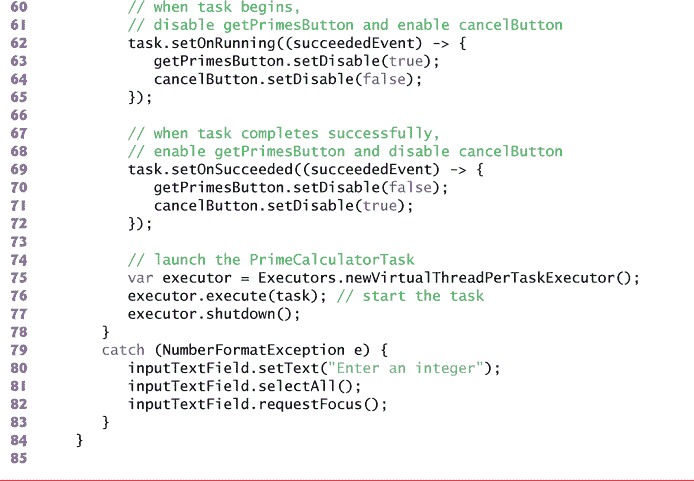 60 // when task begins,
61 // disable getPrimesButton and enable cancelButton
62 task.setOnRunning((succeededEvent) -> {
63 getPrimesButton.setDisable(true);
64 cancelButton.setDisable(false);
65 });
66
67 // when task completes successfully,
68 // enable getPrimesButton and disable cancelButton
69 task.setOnSucceeded((succeededEvent) -> {
70 getPrimesButton.setDisable(false);
71 cancelButton.setDisable(true);
72 });
73
74 // launch the PrimeCalculatorTask
75 var executor = Executors.newVirtualThreadPerTaskExecutor();
76 executor.execute(task); // start the task
77 executor.shutdown();
78 }
79 catch (NumberFormatException e) {
80 inputTextField.setText("Enter an integer");
81 inputTextField.selectAll();
82 inputTextField.requestFocus();
83 }
84 }
85